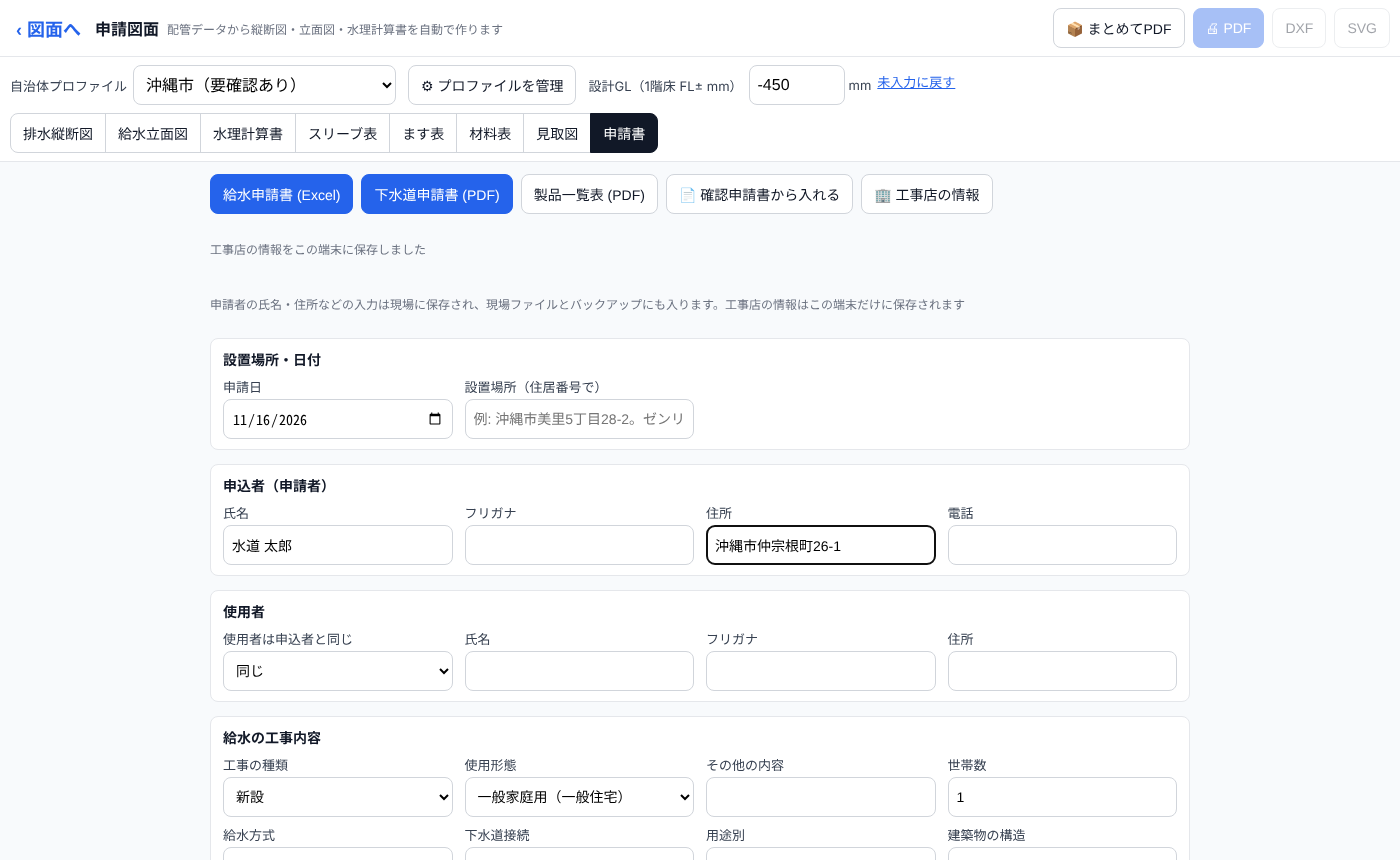 ‹ 図面へ 申請図面 配管データから縦断図・立面図・水理計算書を自動で作ります 📦 まとめてPDF 🖨 PDF DXF SVG
自治体プロファイル 沖縄市（要確認あり） ⚙ プロファイルを管理 設計GL（1階床 FL± mm） -450 mm 未入力に戻す
排水縦断図 給水立面図 水理計算書 スリーブ表 ます表 材料表 見取図 申請書
給水申請書 (Excel) 下水道申請書 (PDF) 製品一覧表 (PDF) 📄 確認申請書から入れる 🏢 工事店の情報
工事店の情報をこの端末に保存しました
申請者の氏名・住所などの入力は現場に保存され、現場ファイルとバックアップにも入ります。工事店の情報はこの端末だけに保存されます
設置場所・日付
申請日 設置場所（住居番号で）
11/16/2026 例: 沖縄市美里5丁目28-2。ゼンリ
申込者（申請者）
氏名 フリガナ 住所 電話
水道 太郎 沖縄市仲宗根町26-1
使用者
使用者は申込者と同じ 氏名 フリガナ 住所
同じ
給水の工事内容
工事の種類 使用形態 その他の内容 世帯数
新設 一般家庭用（一般住宅） 1
給水方式 下水道接続 用途別 建築物の構造